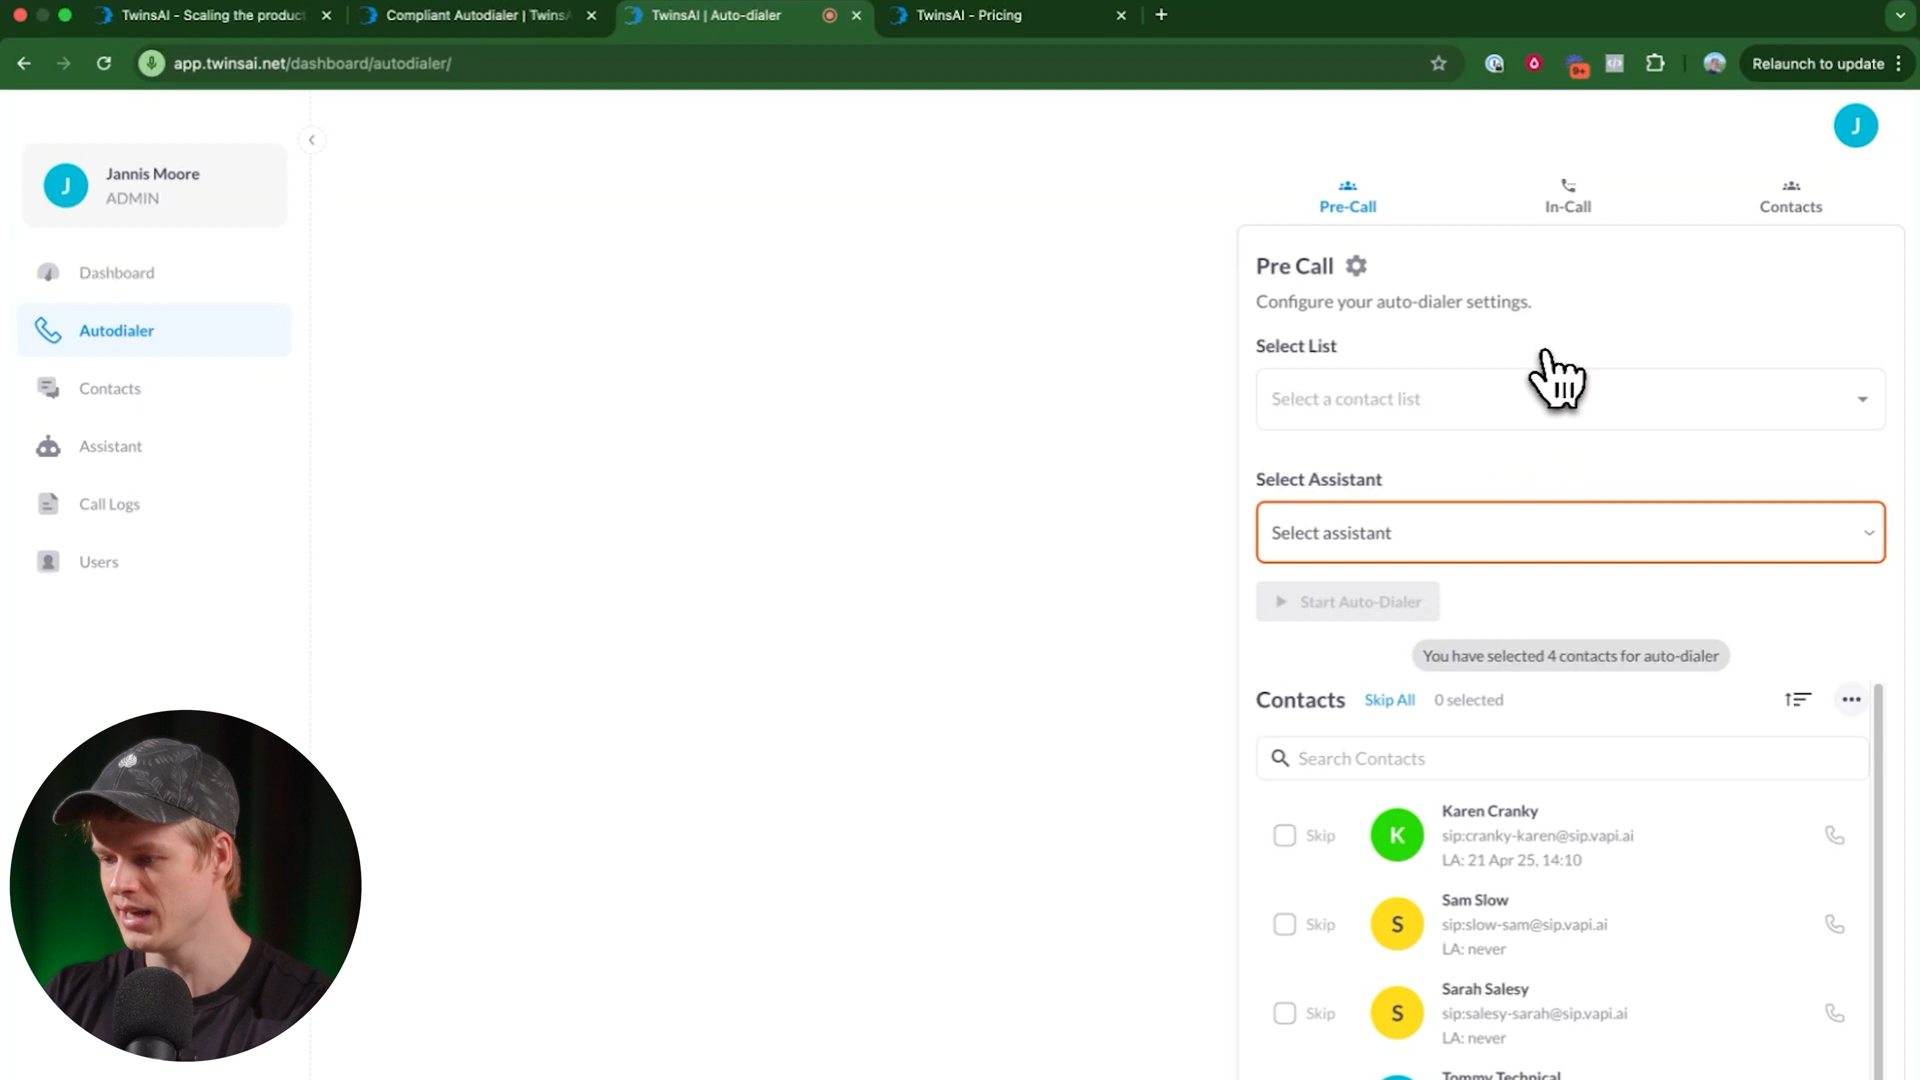 TwinsAI - Scaling the product
Compliant Autodialer | TwinsA
TwinsAI | Auto-dialer
TwinsAI - Pricing
app.twinsai.net/dashboard/autodialer/
9+
Relaunch to update
J
Jannis Moore
ADMIN
Dashboard
Autodialer
Contacts
Assistant
Call Logs
Users
J
Pre-Call
In-Call
Contacts
Pre Call
Configure your auto-dialer settings.
Select List
Select a contact list
Select Assistant
Select assistant
Start Auto-Dialer
You have selected 4 contacts for auto-dialer
Contacts Skip All 0 selected
Search Contacts
Karen Cranky
Skip K sip:cranky-karen@sip.vapi.ai
LA: 21 Apr 25, 14:10
Sam Slow
Skip S sip:slow-sam@sip.vapi.ai
LA: never
Sarah Salesy
Skip S sip:salesy-sarah@sip.vapi.ai
LA: never
Tommy Technical